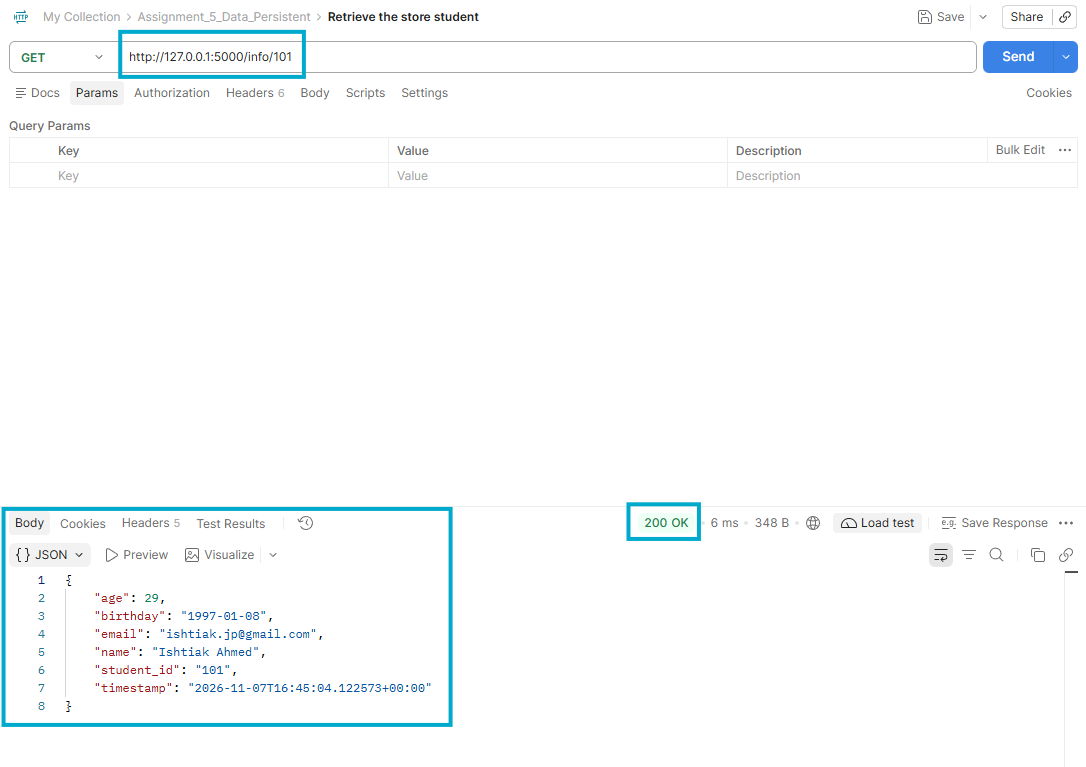 HTTP My Collection > Assignment_5_Data_Persistent > Retrieve the store student Save Share
GET http://127.0.0.1:5000/info/101 Send
Docs Params Authorization Headers 6 Body Scripts Settings Cookies
Query Params
Key Value Description Bulk Edit ...
Key Value Description
Body Cookies Headers 5 Test Results 200 OK • 6 ms • 348 B • Load test e.g. Save Response ...
{} JSON Preview Visualize
1 {
2 "age": 29,
3 "birthday": "1997-01-08",
4 "email": "ishtiak.jp@gmail.com",
5 "name": "Ishtiak Ahmed",
6 "student_id": "101",
7 "timestamp": "2026-11-07T16:45:04.122573+00:00"
8 }